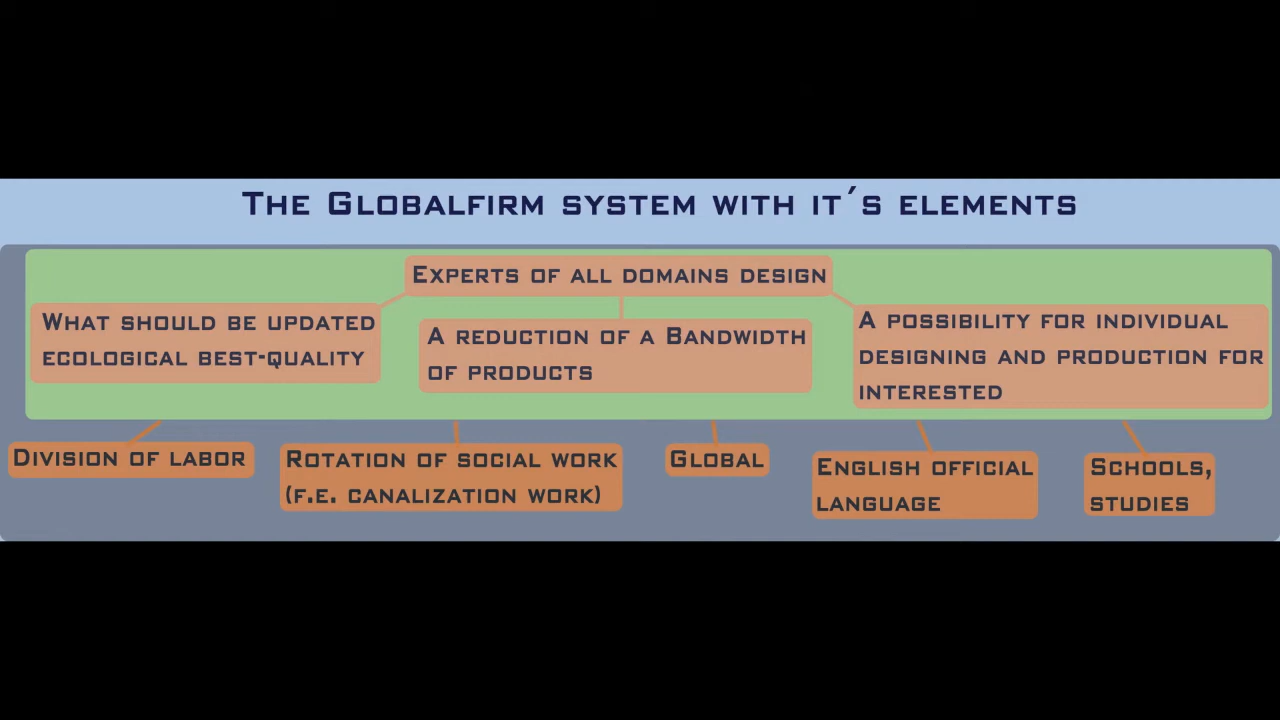 The Globalfirm system with it´s elements
Experts of all domains design
What should be updated
ecological best-quality
A reduction of a Bandwidth
of products
A possibility for individual
designing and production for
interested
Division of labor
Rotation of social work
(f.e. canalization work)
Global
English official
language
Schools,
studies